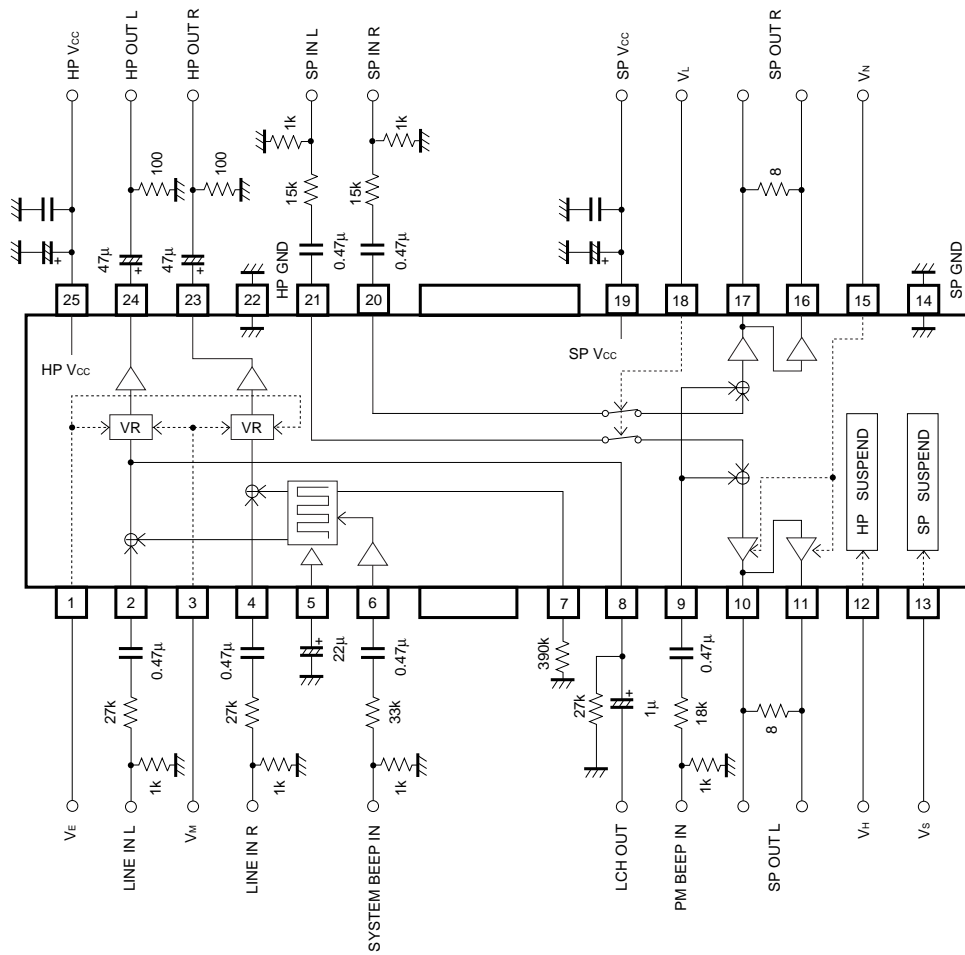 HP VCC
HP OUT L
HP OUT R
SP IN L
SP IN R
SP VCC
VL
SP OUT R
VN
1k
1k
100
100
15k
15k
8
47μ
+
47μ
+
+
HP GND
0.47μ
0.47μ
+
SP GND
25
24
23
22
21
20
19
18
17
16
15
14
HP VCC
SP VCC
VR
VR
HP SUSPEND
SP SUSPEND
1
2
3
4
5
6
7
8
9
10
11
12
13
0.47μ
0.47μ
22μ
+
0.47μ
390k
27k
1μ
+
0.47μ
27k
27k
33k
18k
8
1k
1k
1k
1k
VE
LINE IN L
VM
LINE IN R
SYSTEM BEEP IN
LCH OUT
PM BEEP IN
SP OUT L
VH
VS